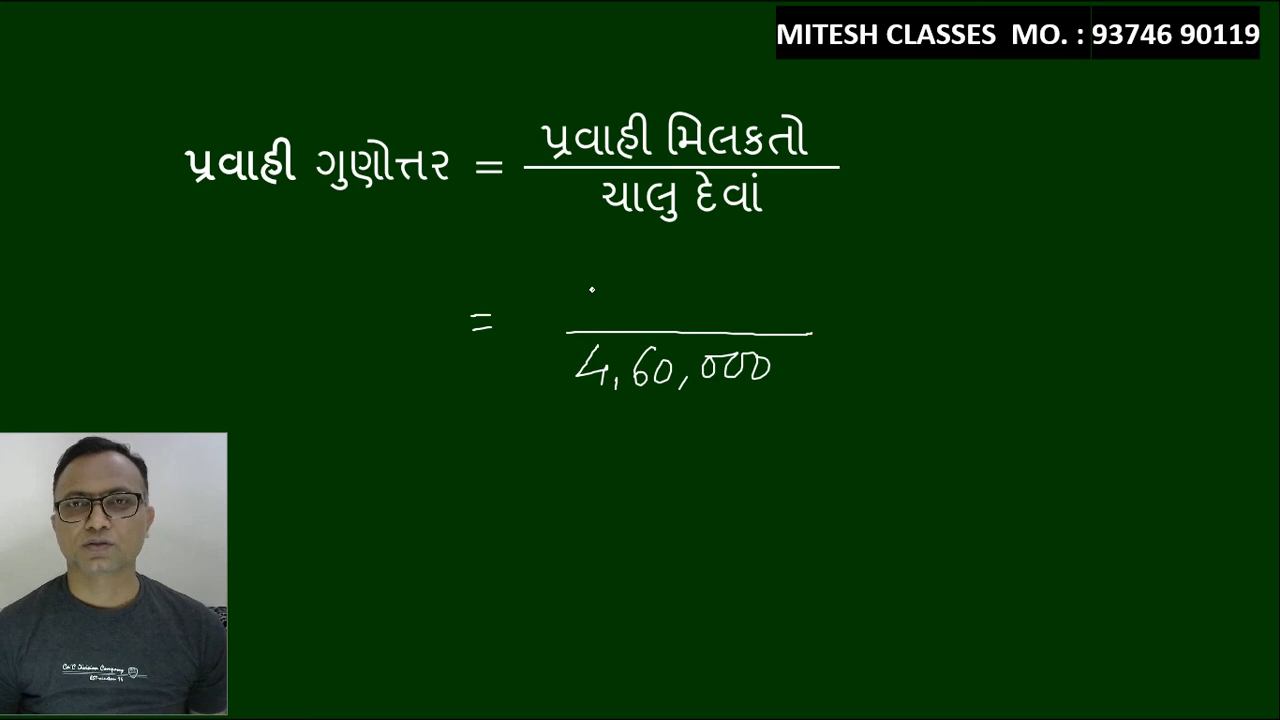 MITESH CLASSES MO. : 93746 90119
પ્રવાહી ગુણોત્તર = પ્રવાહી મિલકતો
ચાલુ દેવાં
=
4,60,000